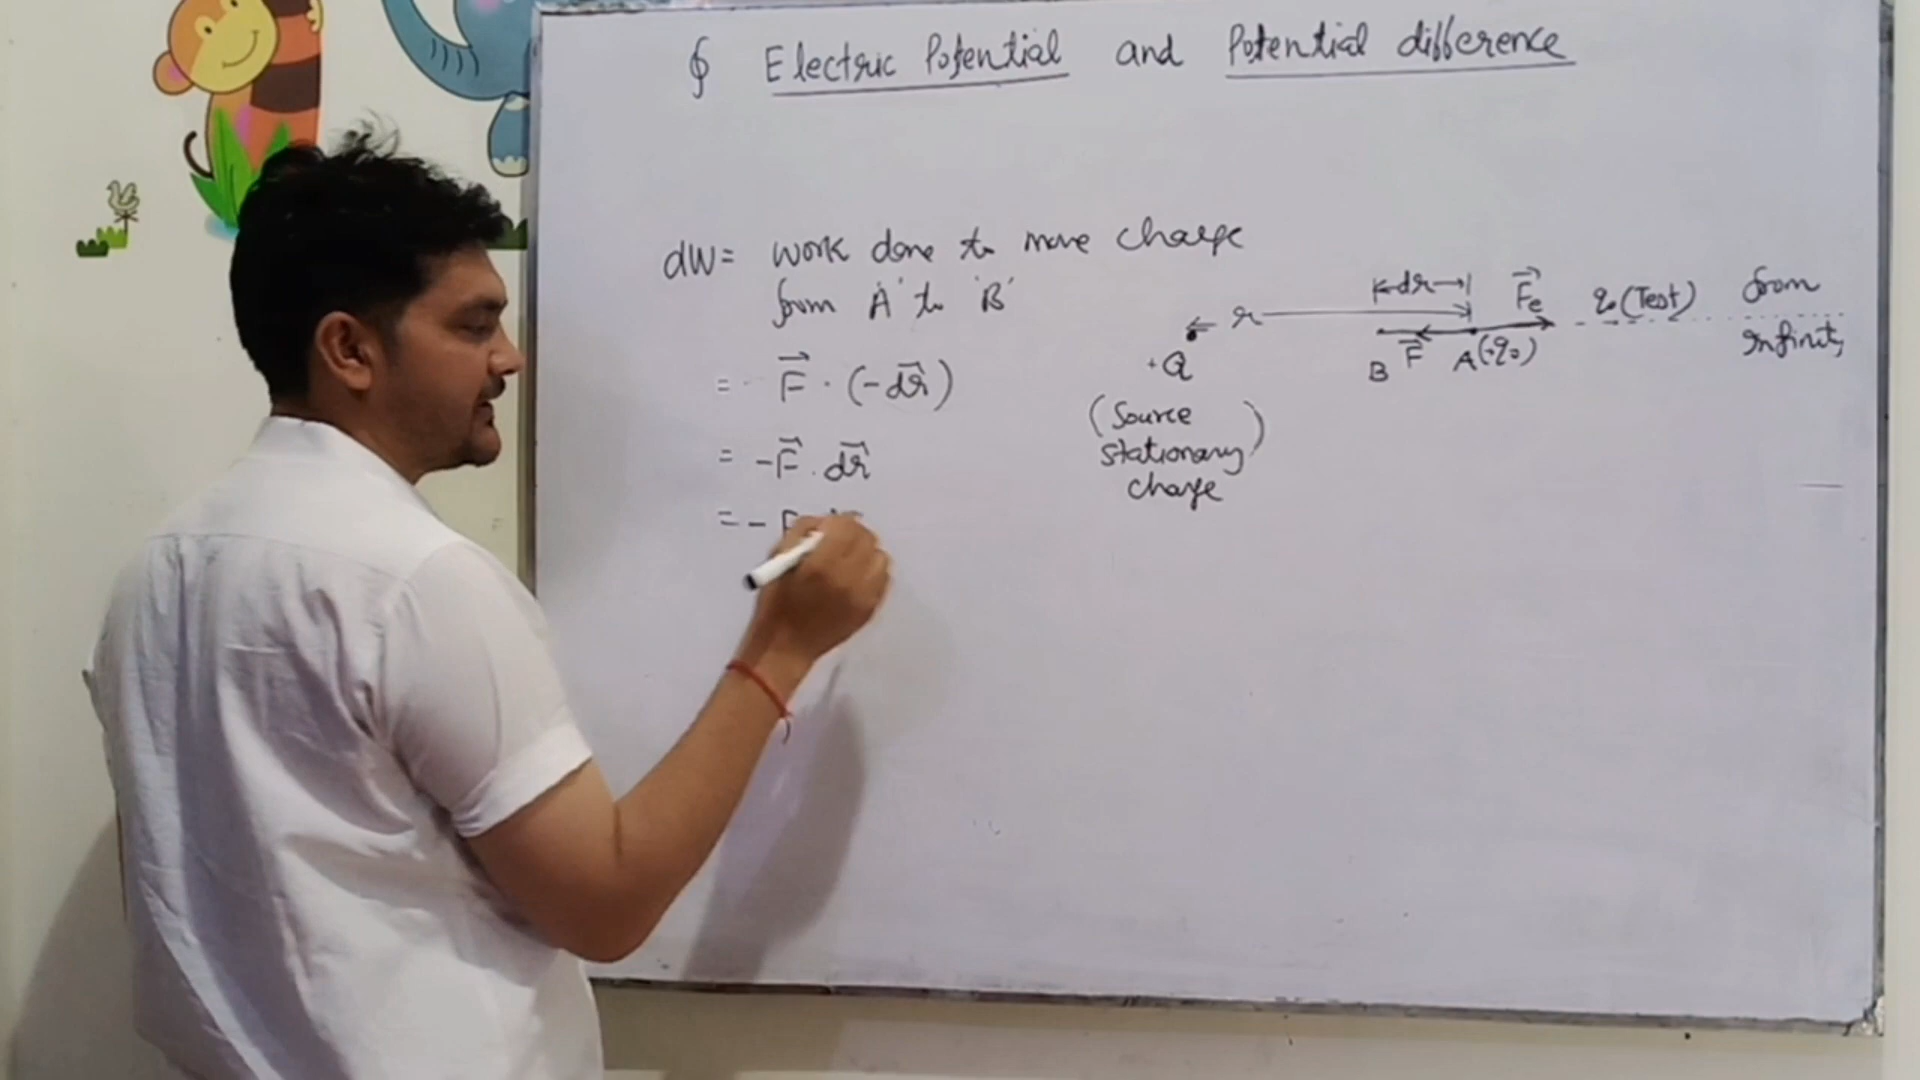 ∮ Electric Potential and Potential difference
dW = work done to move charge
from 'A' to 'B'
= F⃗ · (-dr⃗)
= -F⃗ · dr⃗
= - F
|←dr→|
F⃗e
q₀(Test)
from
infinity
r
+Q
B F⃗ A(+q₀)
(Source
stationary)
charge